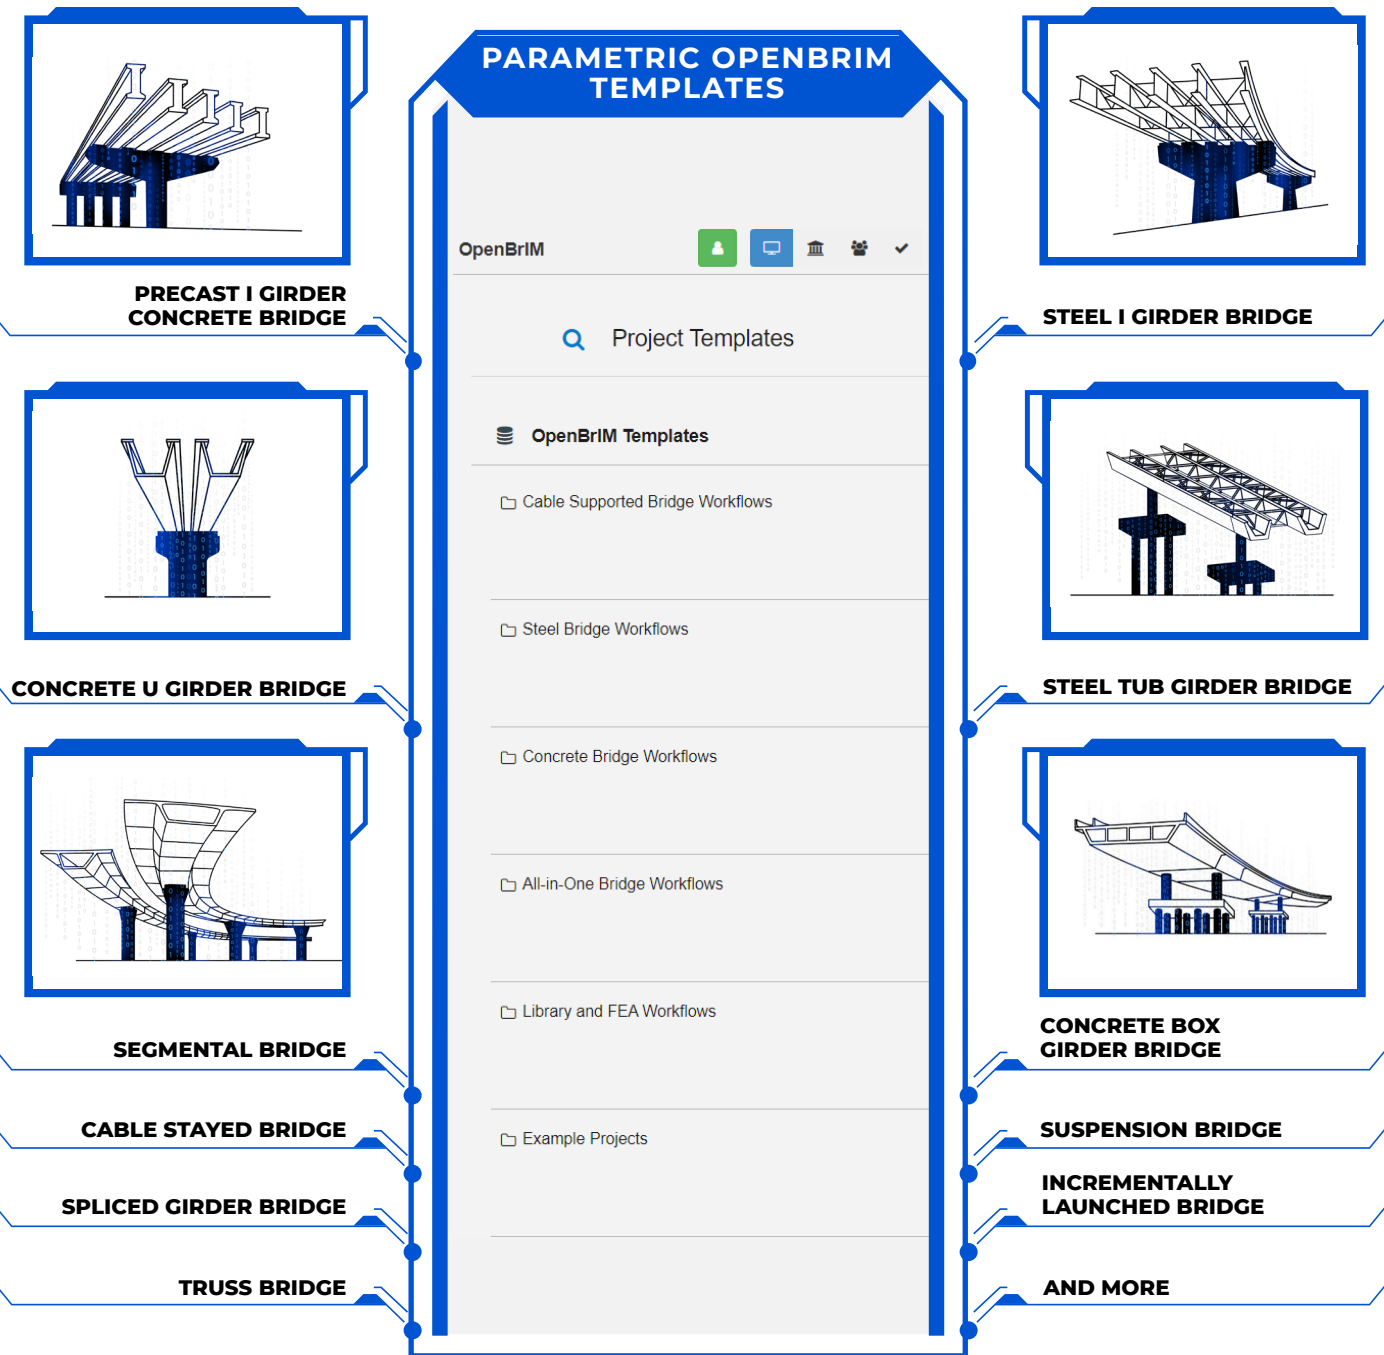 PARAMETRIC OPENBRIM
TEMPLATES
PRECAST I GIRDER
CONCRETE BRIDGE
CONCRETE U GIRDER BRIDGE
SEGMENTAL BRIDGE
CABLE STAYED BRIDGE
SPLICED GIRDER BRIDGE
TRUSS BRIDGE
OpenBrIM
Project Templates
OpenBrIM Templates
Cable Supported Bridge Workflows
Steel Bridge Workflows
Concrete Bridge Workflows
All-in-One Bridge Workflows
Library and FEA Workflows
Example Projects
STEEL I GIRDER BRIDGE
STEEL TUB GIRDER BRIDGE
CONCRETE BOX
GIRDER BRIDGE
SUSPENSION BRIDGE
INCREMENTALLY
LAUNCHED BRIDGE
AND MORE